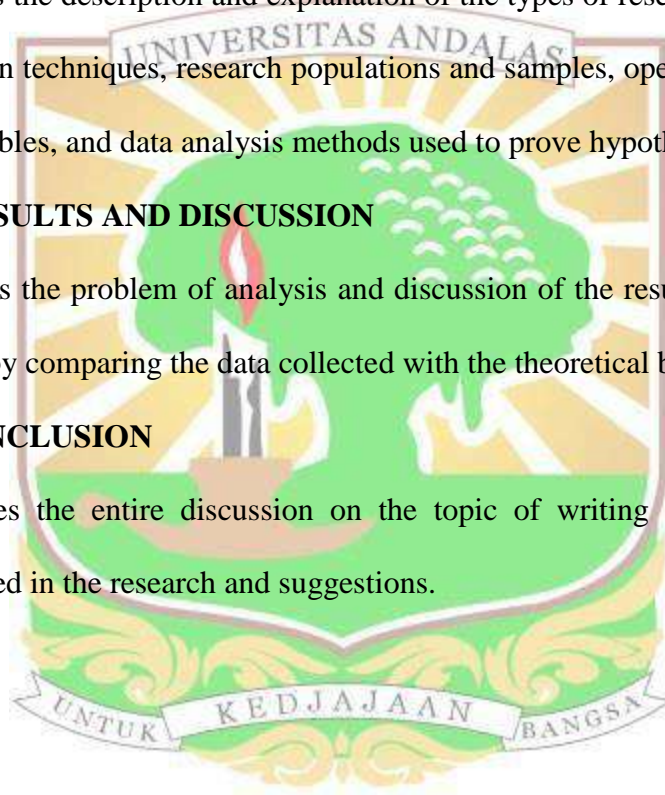 s the description and explanation of the types of rese
UNIVERSITAS ANDALAS
n techniques, research populations and samples, ope
bles, and data analysis methods used to prove hypoth
SULTS AND DISCUSSION
s the problem of analysis and discussion of the resu
by comparing the data collected with the theoretical b
NCLUSION
es the entire discussion on the topic of writing
ed in the research and suggestions.
UNTUK KEDJAJAAN BANGSA